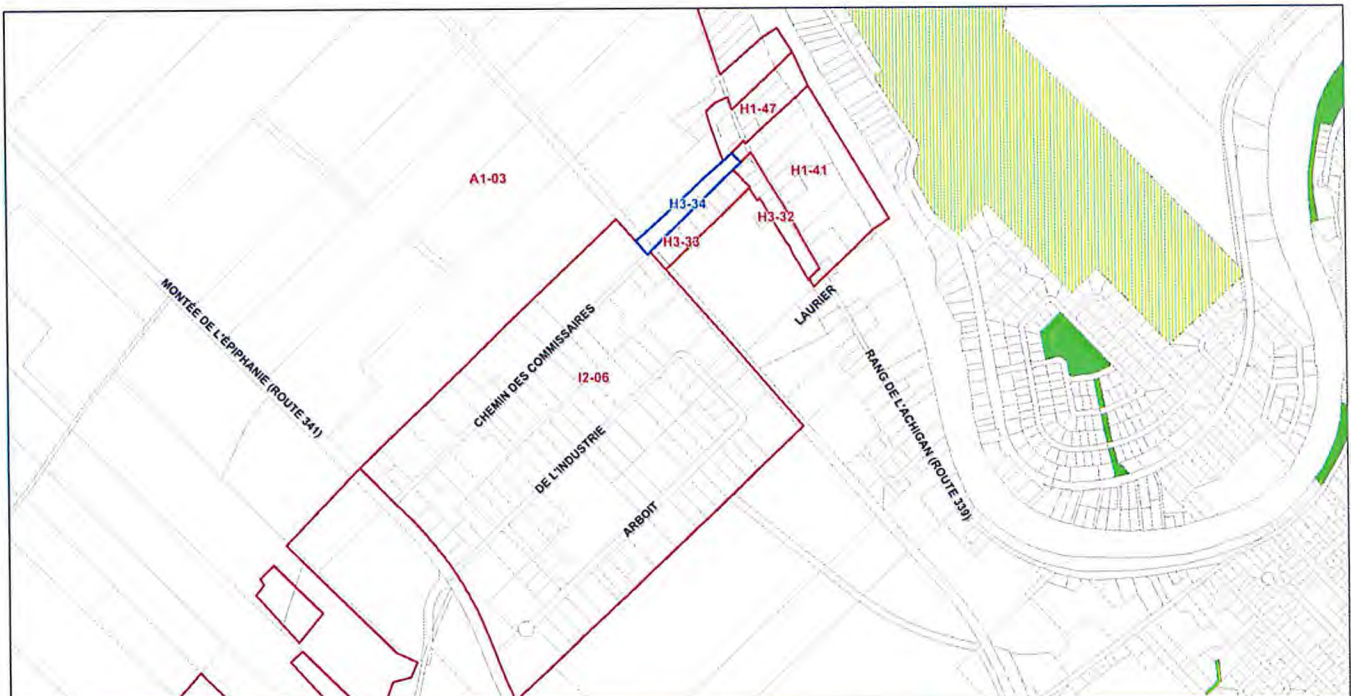 H1-47
A1-03
H1-41
H3-34
H3-32
H3-33
MONTÉE DE L'ÉPIPHANIE (ROUTE 341)
LAURIER
CHEMIN DES COMMISSAIRES
RANG DE L'ACHIGAN (ROUTE 339)
I2-06
DE L'INDUSTRIE
ARBOIT